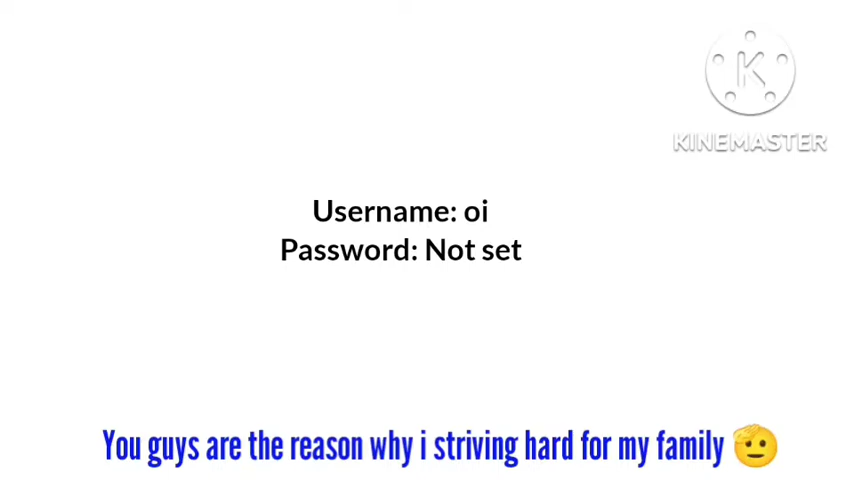 KINEMASTER
Username: oi
Password: Not set
You guys are the reason why i striving hard for my family 🫡